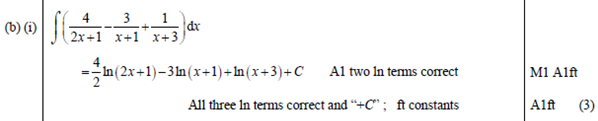 (b) (i) ∫(4/(2x+1) − 3/(x+1) + 1/(x+3))dx
= 4/2 ln(2x+1)−3ln(x+1)+ln(x+3)+C A1 two ln terms correct M1 A1ft
All three ln terms correct and “+C” ; ft constants A1ft (3)